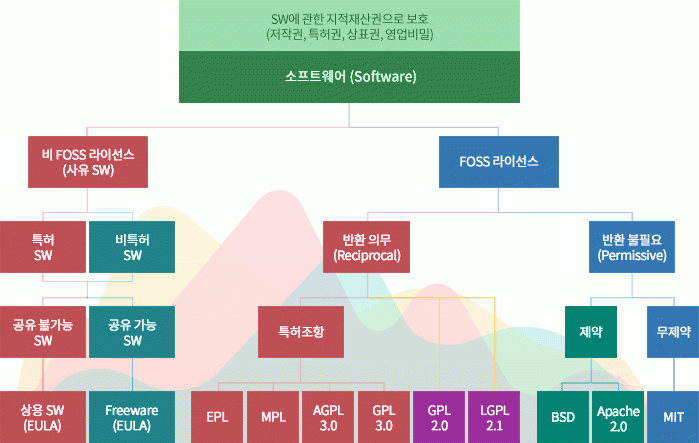 SW에 관한 지적재산권으로 보호
(저작권, 특허권, 상표권, 영업비밀)
소프트웨어 (Software)
비 FOSS 라이선스
(사유 SW)
FOSS 라이선스
특허
SW
비특허
SW
반환 의무
(Reciprocal)
반환 불필요
(Permissive)
공유 불가능
SW
공유 가능
SW
특허조항
제약
무제약
상용 SW
(EULA)
Freeware
(EULA)
EPL
MPL
AGPL
3.0
GPL
3.0
GPL
2.0
LGPL
2.1
BSD
Apache
2.0
MIT